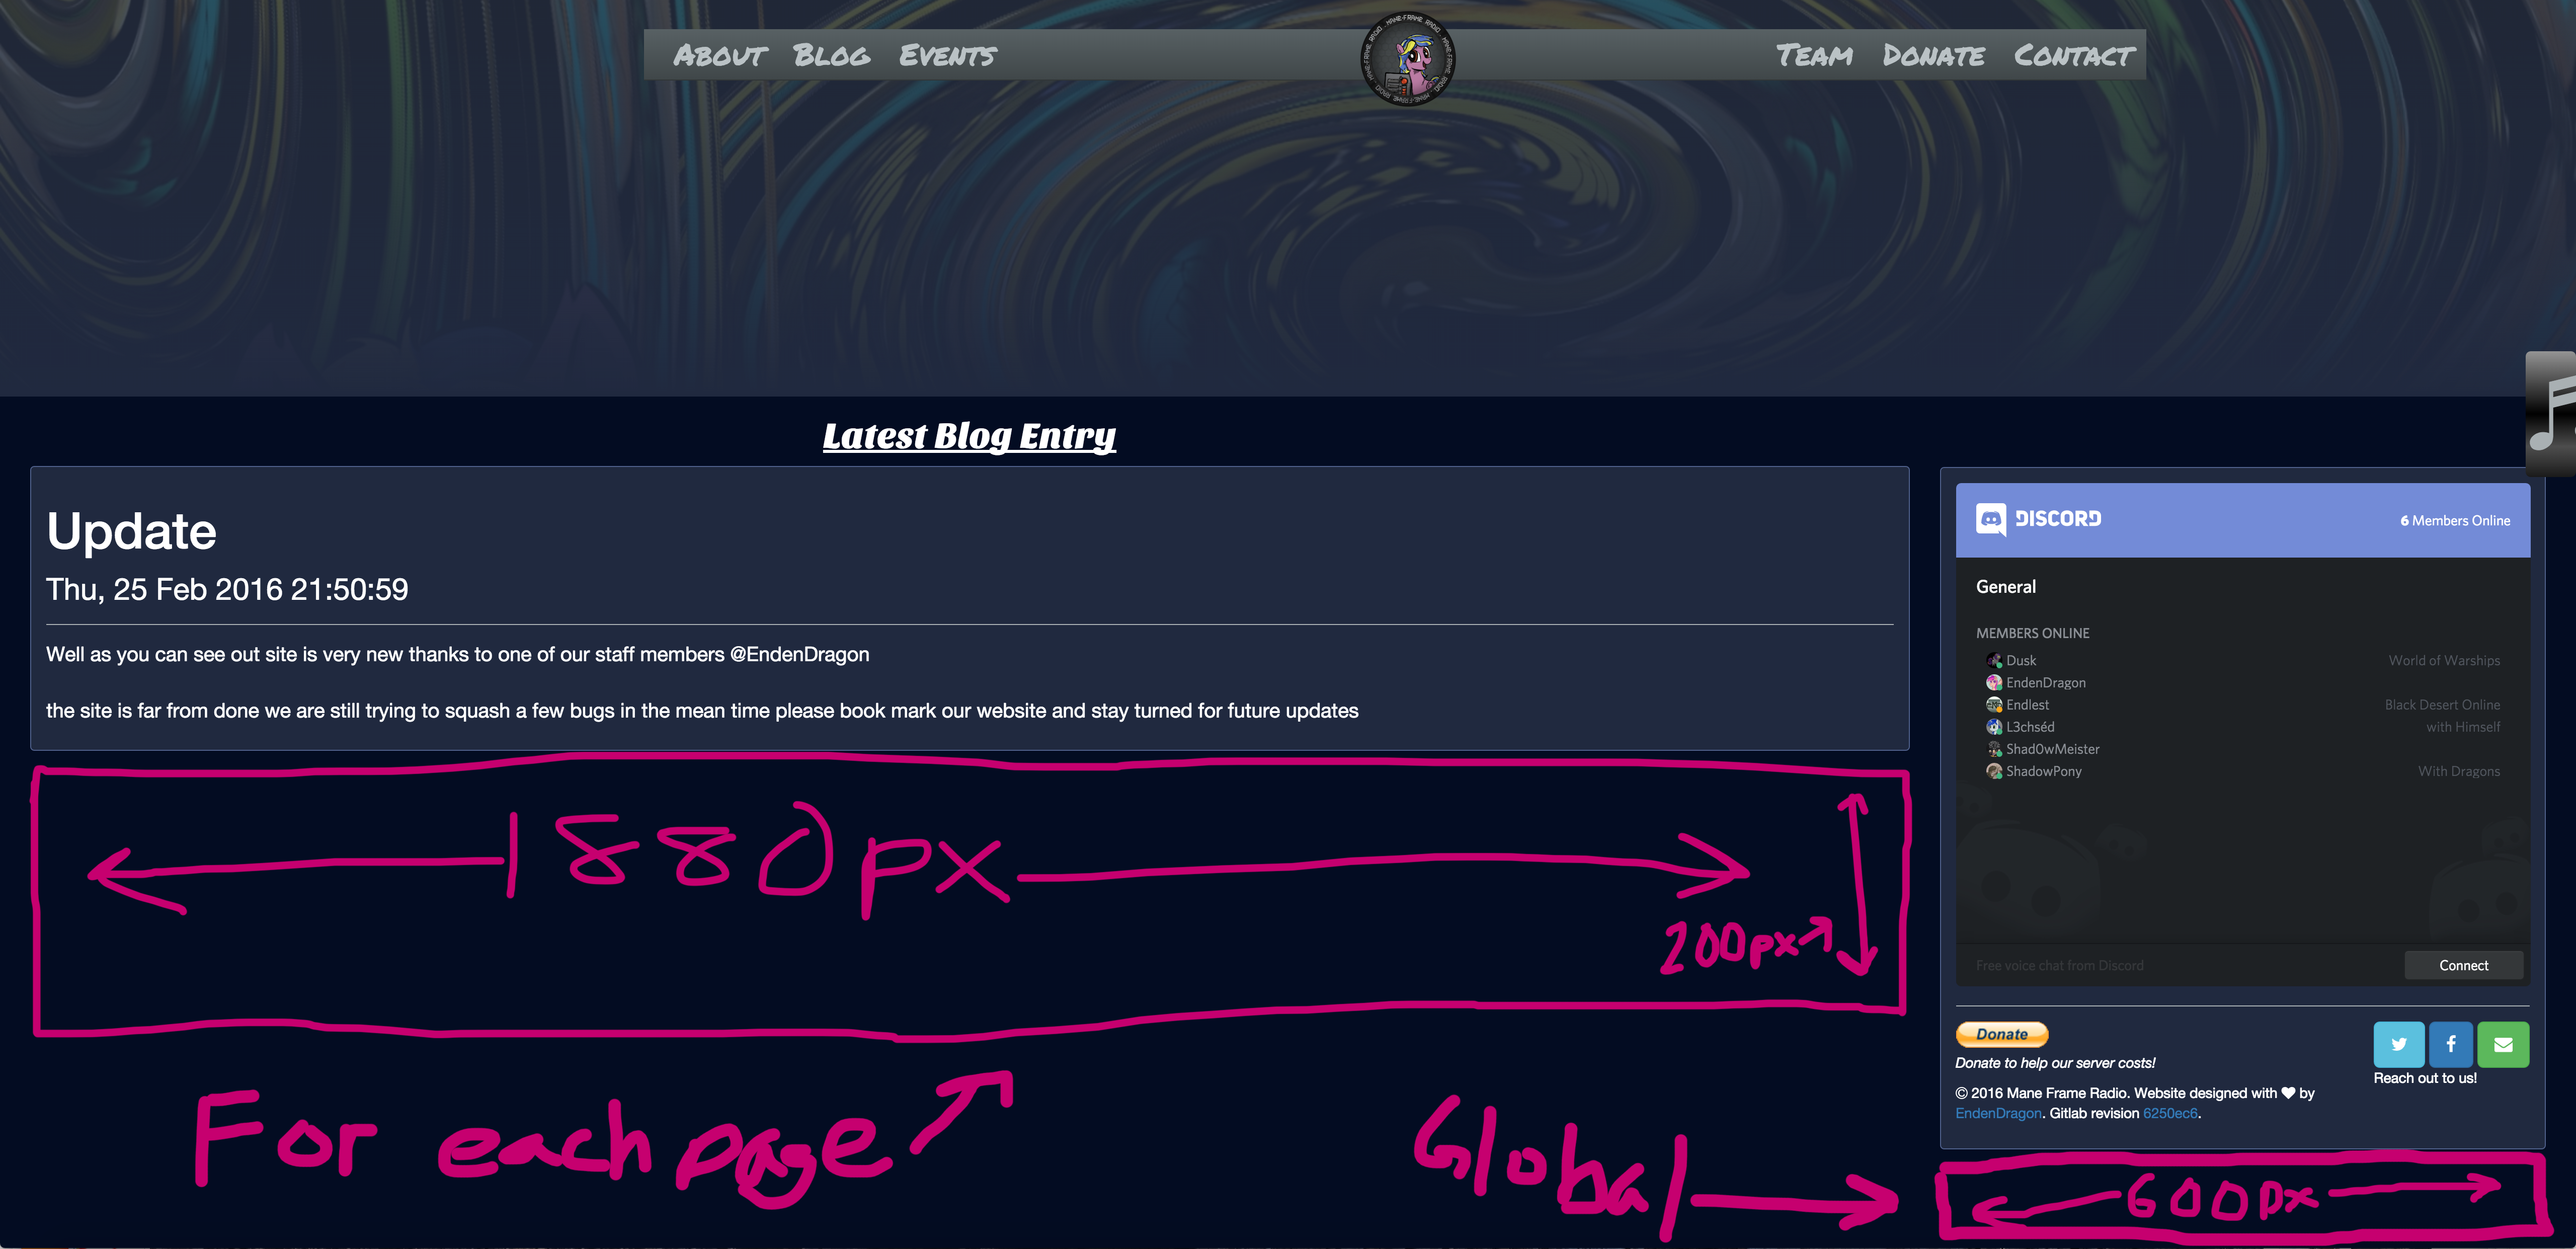 About Blog Events
MANE-FRAME RADIO
Team Donate Contact
Latest Blog Entry
Update
Thu, 25 Feb 2016 21:50:59
Well as you can see out site is very new thanks to one of our staff members @EndenDragon
the site is far from done we are still trying to squash a few bugs in the mean time please book mark our website and stay turned for future updates
1880px
200px
For each page
Global
DISCORD
6 Members Online
General
MEMBERS ONLINE
Dusk World of Warships
EndenDragon
Endlest Black Desert Online
L3chséd with Himself
Shad0wMeister
ShadowPony With Dragons
Free voice chat from Discord
Connect
Donate
Donate to help our server costs!
Reach out to us!
© 2016 Mane Frame Radio. Website designed with ♥ by
EndenDragon. Gitlab revision 6250ec6.
600px